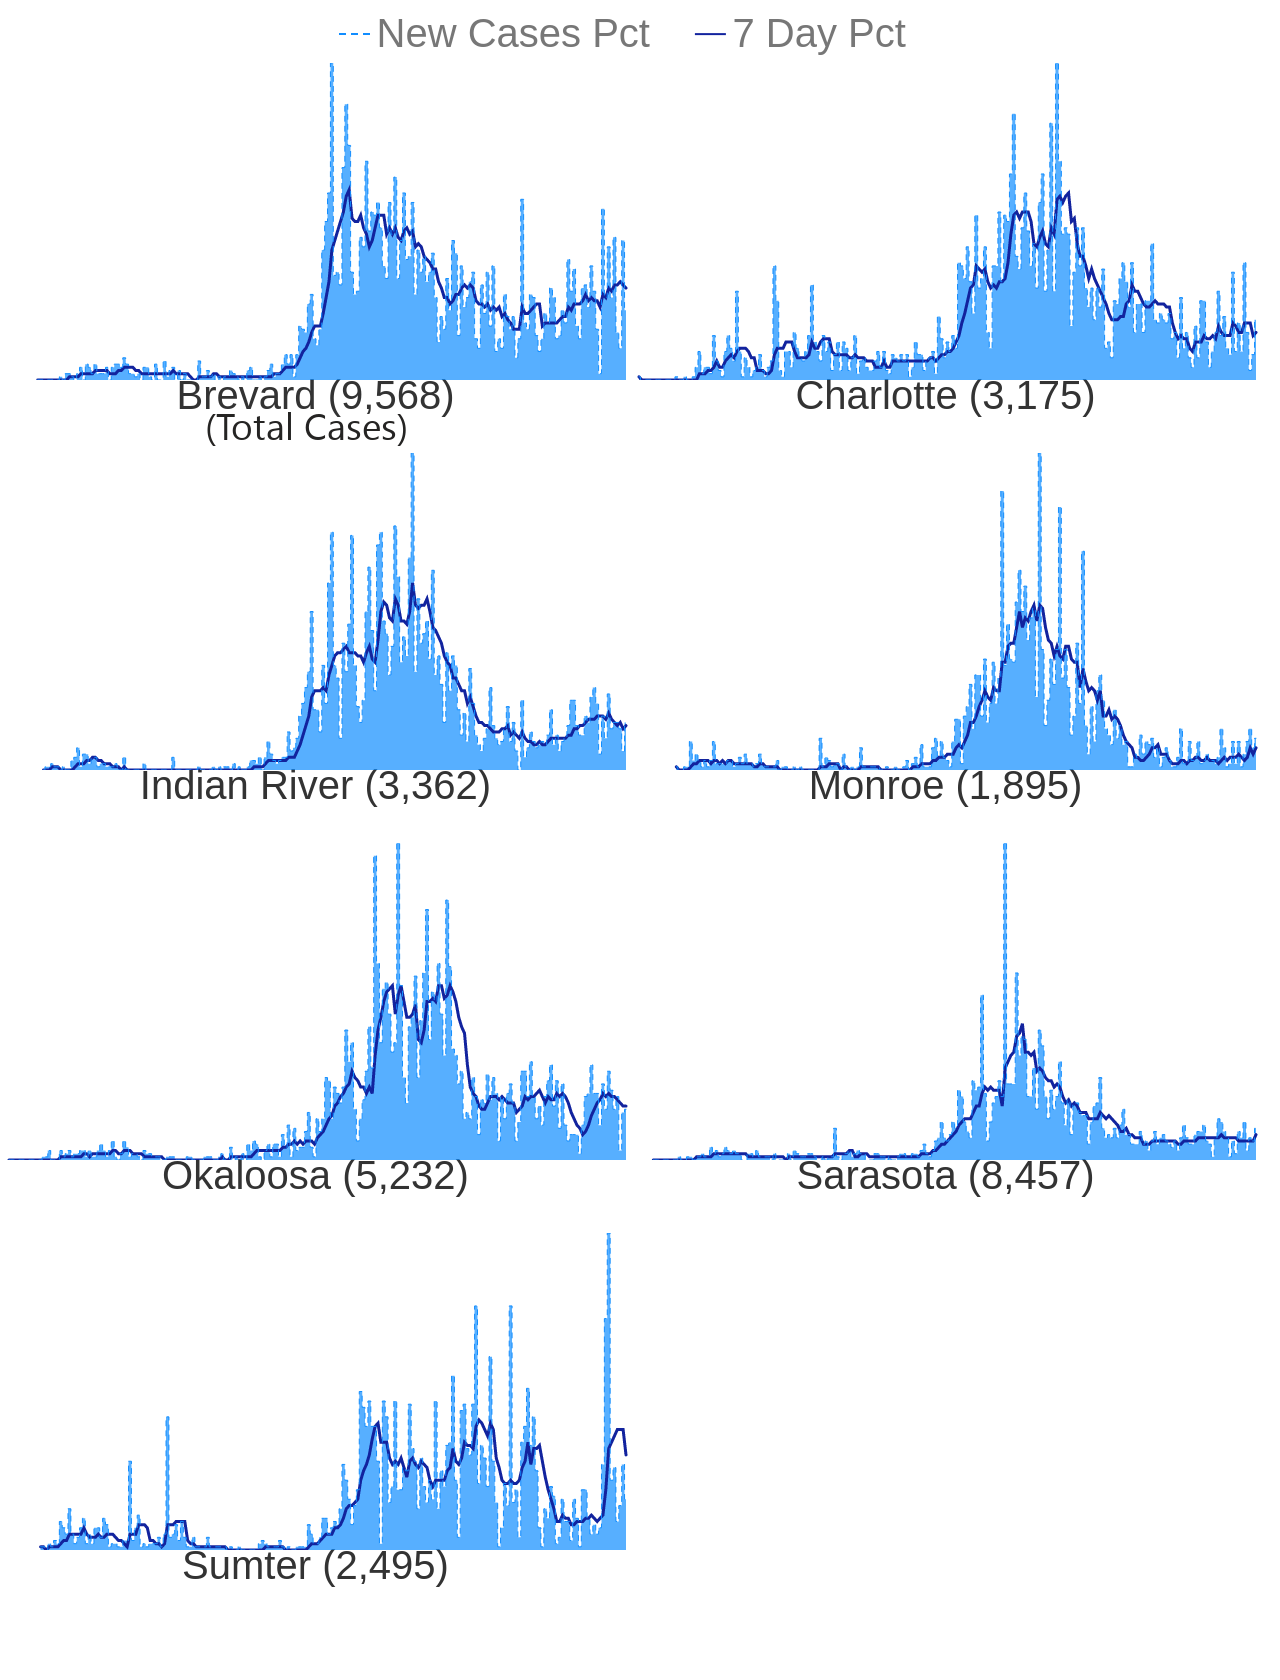 New Cases Pct 7 Day Pct
Brevard (9,568) Charlotte (3,175)
(Total Cases)
Indian River (3,362) Monroe (1,895)
Okaloosa (5,232) Sarasota (8,457)
Sumter (2,495)